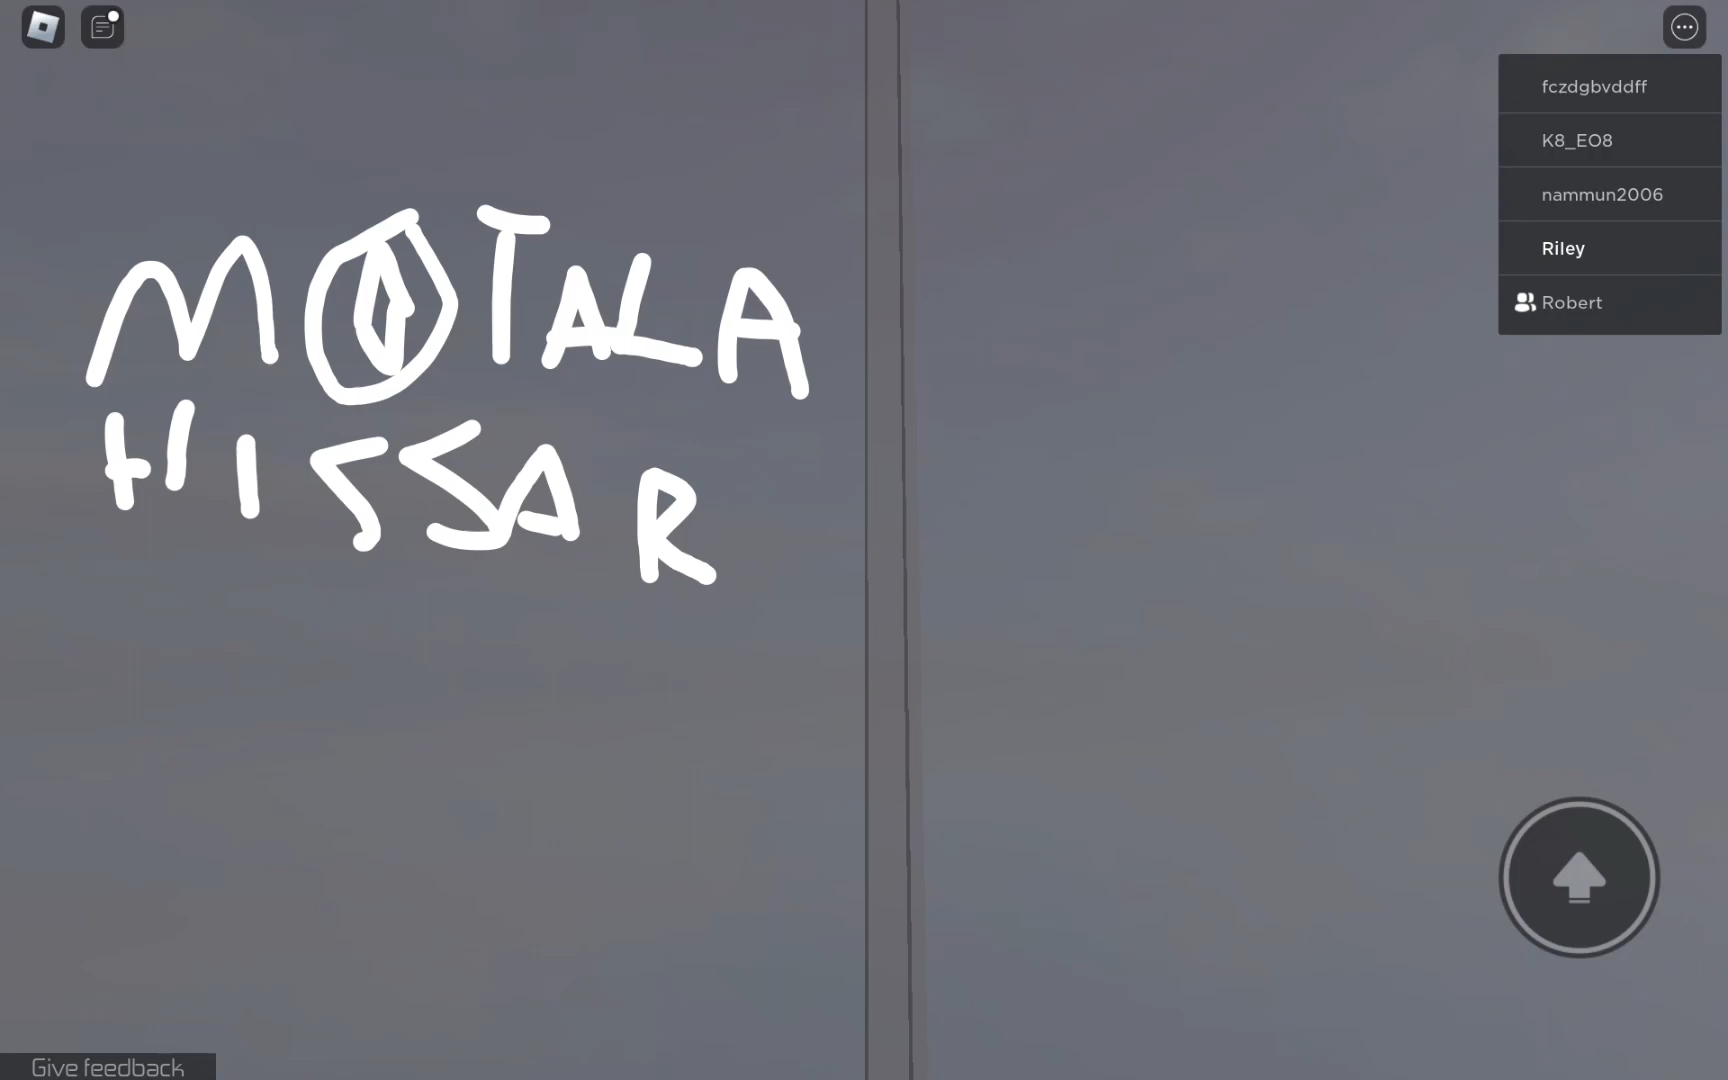 fczdgbvddff
K8_EO8
nammun2006
Riley
Robert
MOTALA
HISSAR
Give feedback